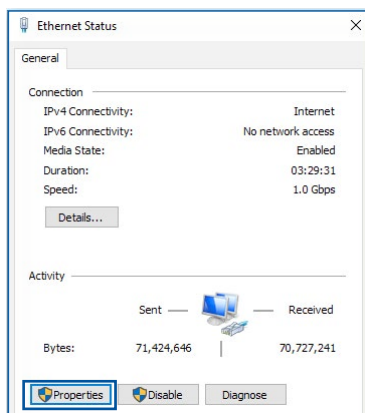 Ethernet Status
General
Connection
IPv4 Connectivity: Internet
IPv6 Connectivity: No network access
Media State: Enabled
Duration: 03:29:31
Speed: 1.0 Gbps
Details...
Activity
Sent — — Received
Bytes: 71,424,646 | 70,727,241
Properties Disable Diagnose